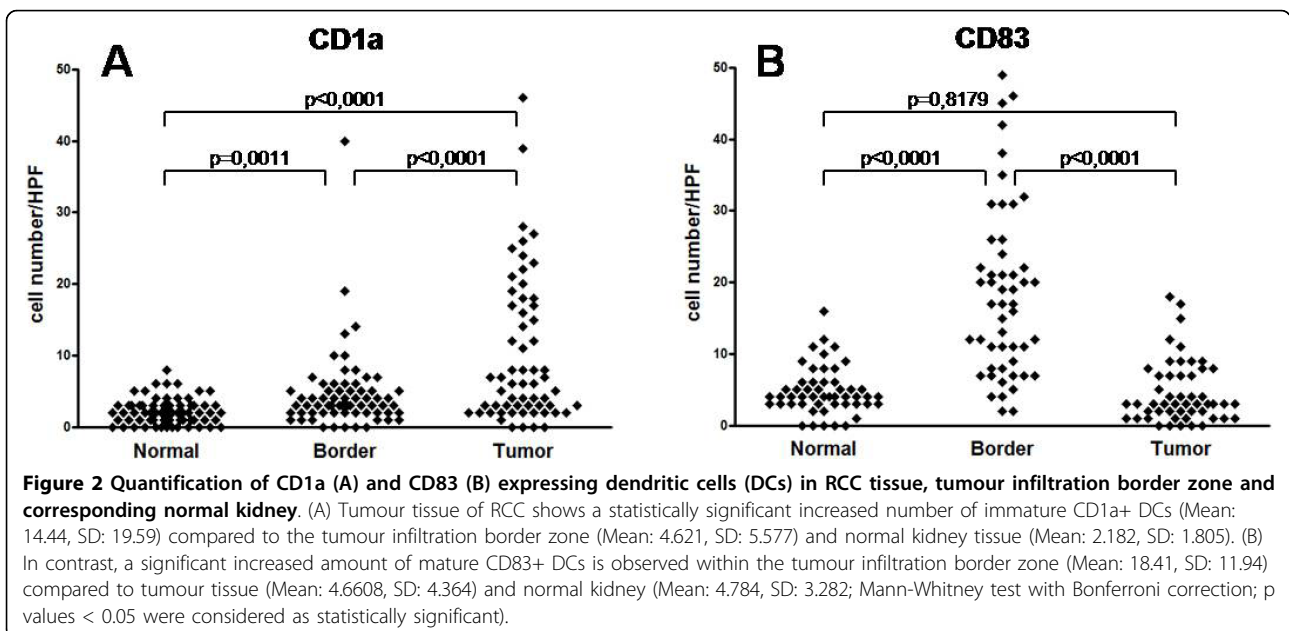 A
CD1a
50
40
30
20
10
0
cell number/HPF
p<0,0001
p=0,0011
p<0,0001
Normal
Border
Tumor
B
CD83
50
40
30
20
10
0
cell number/HPF
p=0,8179
p<0,0001
p<0,0001
Normal
Border
Tumor
Figure 2 Quantification of CD1a (A) and CD83 (B) expressing dendritic cells (DCs) in RCC tissue, tumour infiltration border zone and
corresponding normal kidney. (A) Tumour tissue of RCC shows a statistically significant increased number of immature CD1a+ DCs (Mean:
14.44, SD: 19.59) compared to the tumour infiltration border zone (Mean: 4.621, SD: 5.577) and normal kidney tissue (Mean: 2.182, SD: 1.805). (B)
In contrast, a significant increased amount of mature CD83+ DCs is observed within the tumour infiltration border zone (Mean: 18.41, SD: 11.94)
compared to tumour tissue (Mean: 4.6608, SD: 4.364) and normal kidney (Mean: 4.784, SD: 3.282; Mann-Whitney test with Bonferroni correction; p
values < 0.05 were considered as statistically significant).